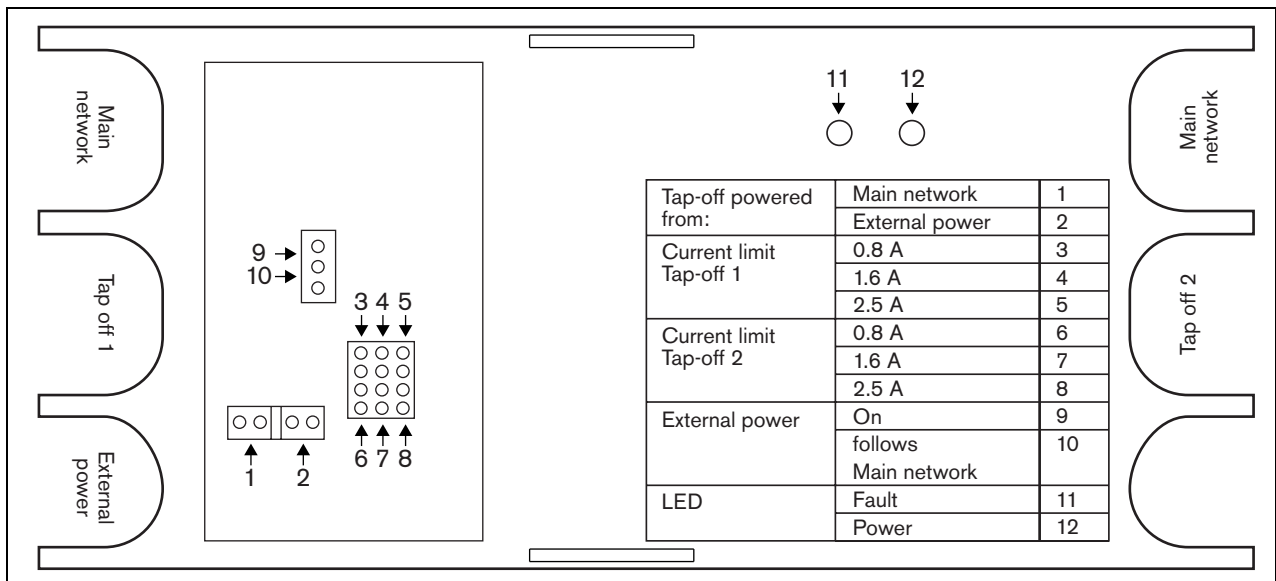 Main
network
Tap off 1
External
power
9
10
3 4 5
6 7 8
1 2
11 12
Tap-off powered from: Main network 1
External power 2
Current limit Tap-off 1 0.8 A 3
1.6 A 4
2.5 A 5
Current limit Tap-off 2 0.8 A 6
1.6 A 7
2.5 A 8
External power On 9
follows Main network 10
LED Fault 11
Power 12
Main
network
Tap off 2